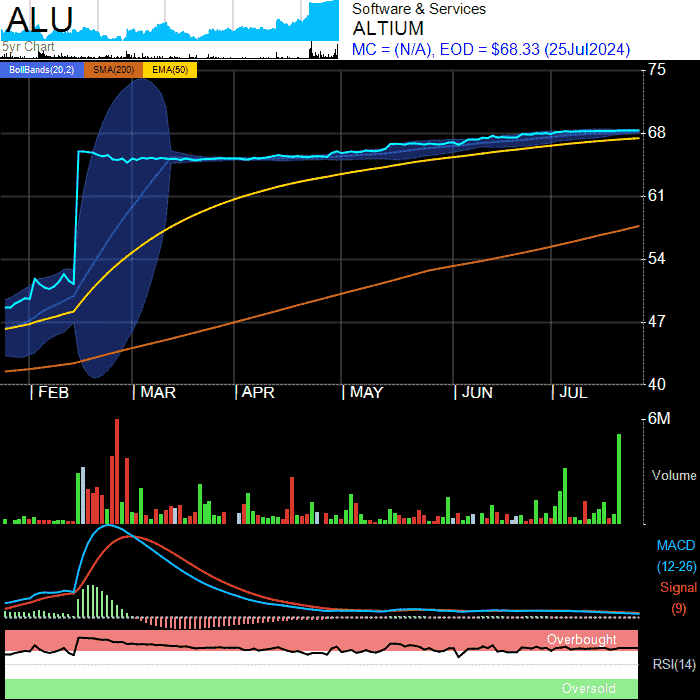 ALU
5yr Chart
Software & Services
ALTIUM
MC = (N/A), EOD = $68.33 (25Jul2024)
BollBands(20,2) SMA(200) EMA(50)
75
68
61
54
47
40
| FEB | MAR | APR | MAY | JUN | JUL
6M
Volume
MACD
(12-26)
Signal
(9)
Overbought
RSI(14)
Oversold